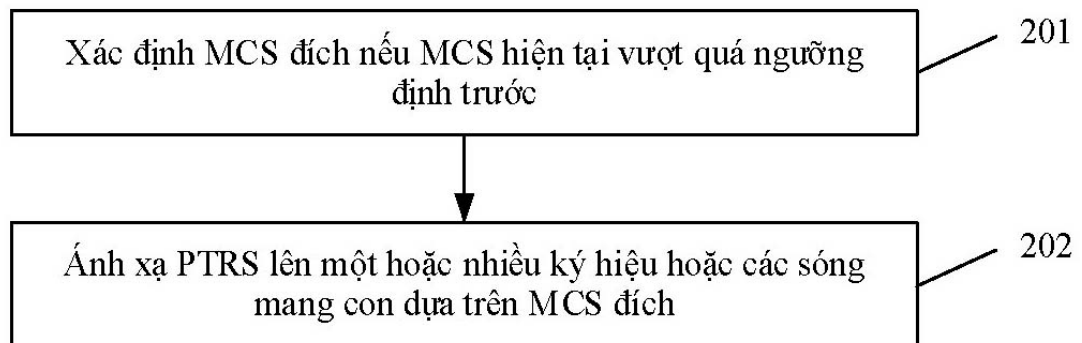 Xác định MCS đích nếu MCS hiện tại vượt quá ngưỡng
định trước
201
Ánh xạ PTRS lên một hoặc nhiều ký hiệu hoặc các sóng
mang con dựa trên MCS đích
202